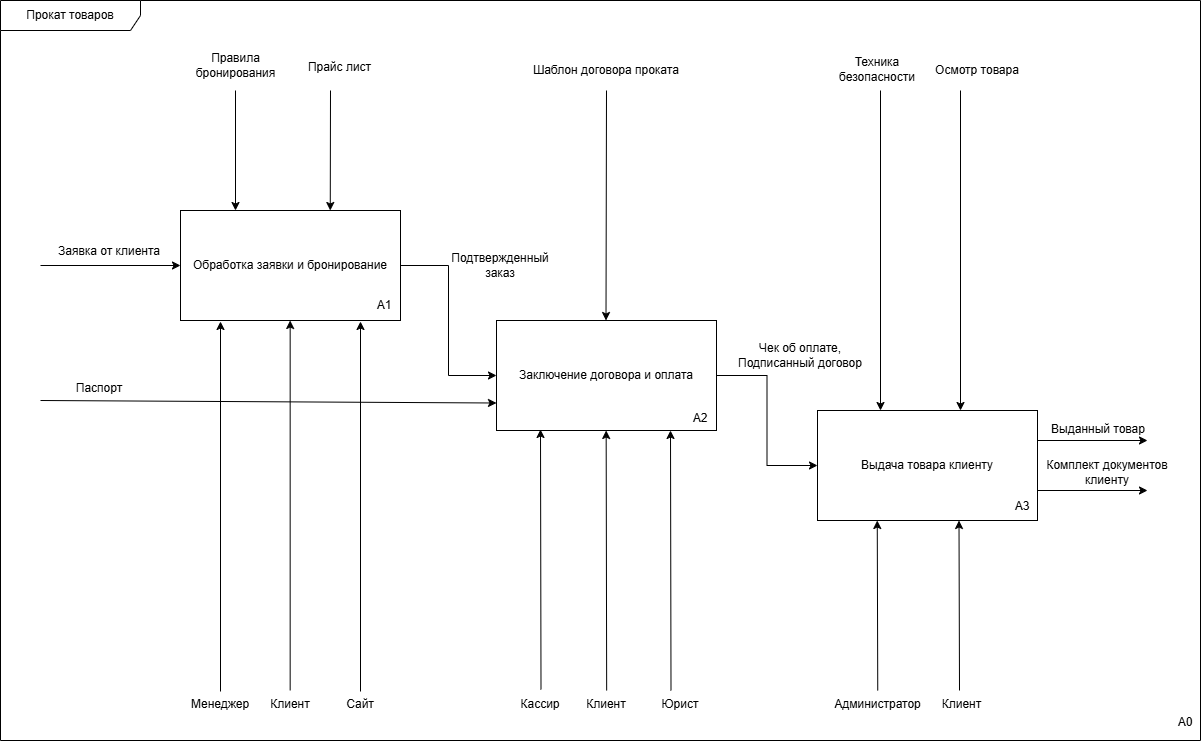 Прокат товаров
Правила
бронирования
Прайс лист
Шаблон договора проката
Техника
безопасности
Осмотр товара
Заявка от клиента
Обработка заявки и бронирование
A1
Подтвержденный
заказ
Паспорт
Заключение договора и оплата
A2
Чек об оплате,
Подписанный договор
Выдача товара клиенту
A3
Выданный товар
Комплект документов
клиенту
Менеджер
Клиент
Сайт
Кассир
Клиент
Юрист
Администратор
Клиент
A0